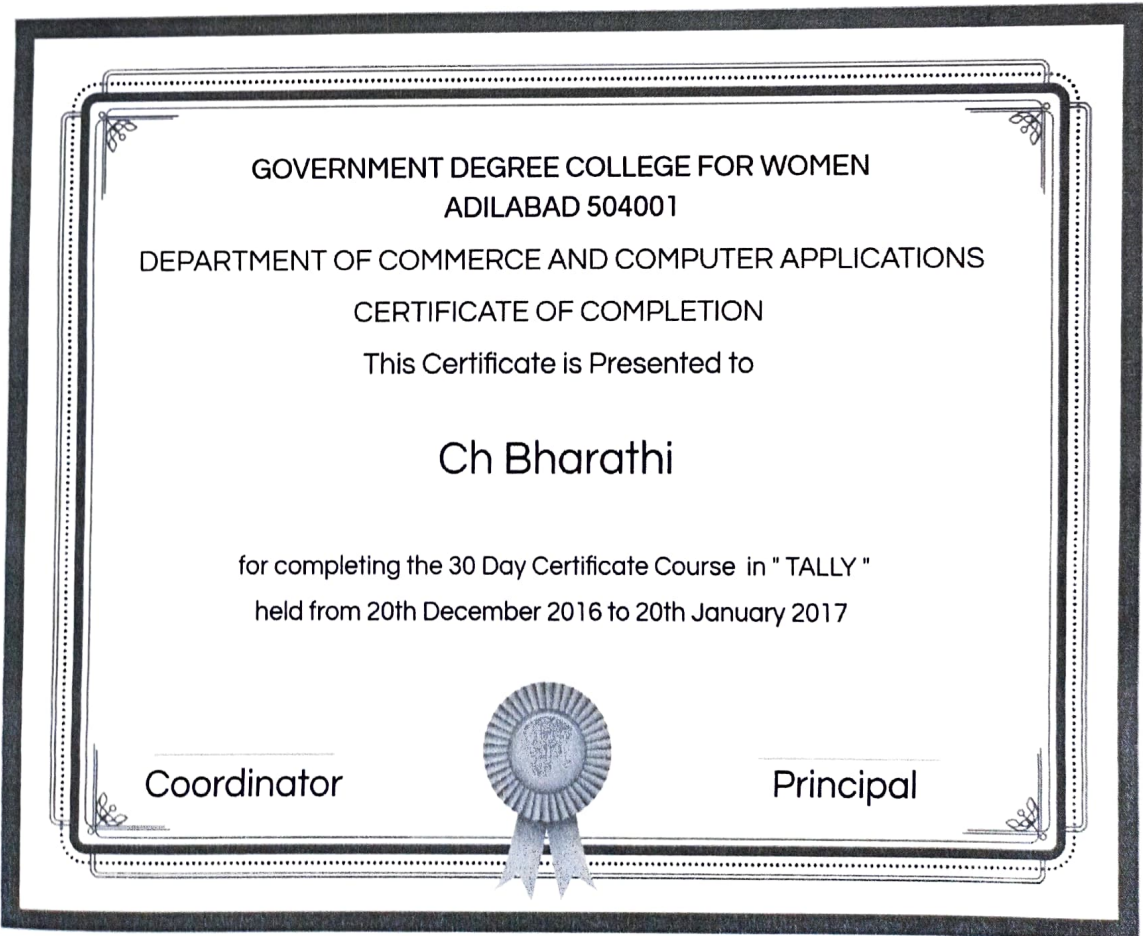 GOVERNMENT DEGREE COLLEGE FOR WOMEN
ADILABAD 504001
DEPARTMENT OF COMMERCE AND COMPUTER APPLICATIONS
CERTIFICATE OF COMPLETION
This Certificate is Presented to
Ch Bharathi
for completing the 30 Day Certificate Course in " TALLY "
held from 20th December 2016 to 20th January 2017
Coordinator
Principal